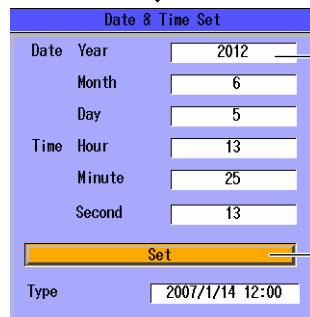 Date & Time Set
Date Year 2012
Month 6
Day 5
Time Hour 13
Minute 25
Second 13
Set
Type 2007/1/14 12:00